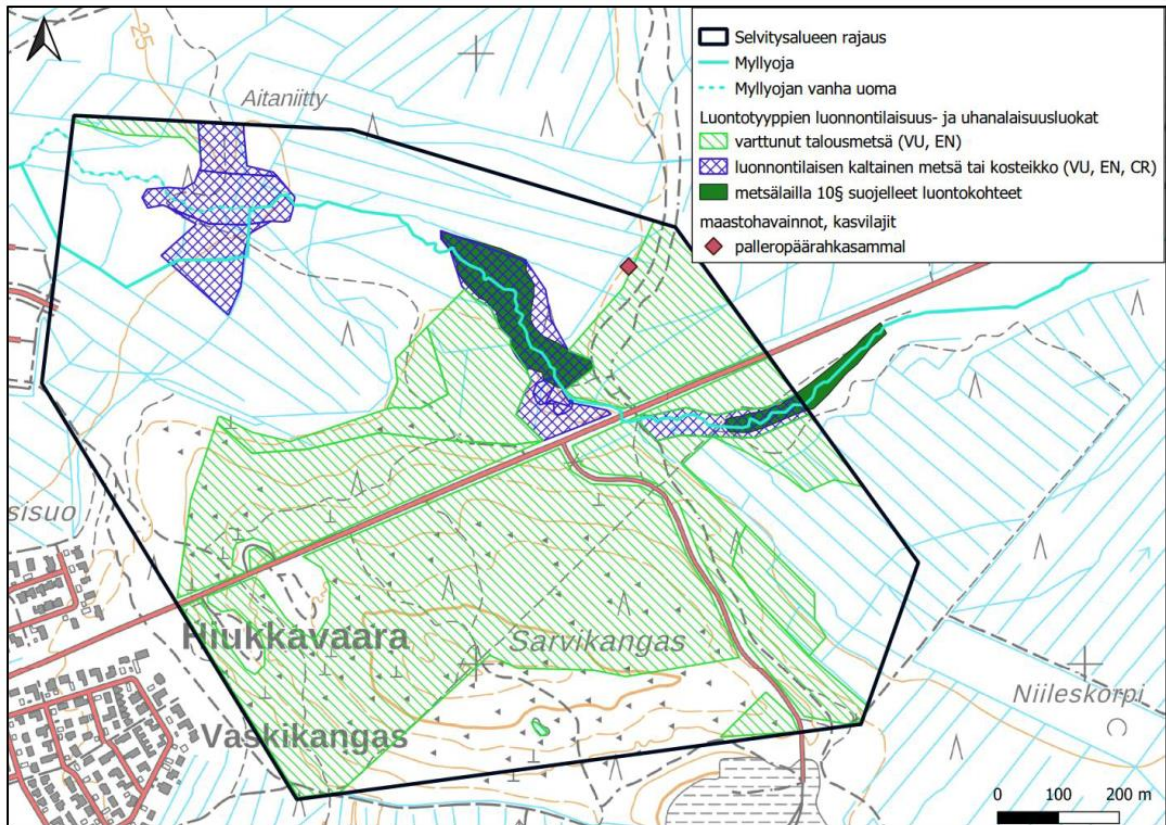 25
Aitaniitty
Selvitysalueen rajaus
Myllyoja
Myllyojan vanha uoma
Luontotyyppien luonnontilaisuus- ja uhanalaisuusluokat
varttunut talousmetsä (VU, EN)
luonnontilaisen kaltainen metsä tai kosteikko (VU, EN, CR)
metsälailla 10§ suojelleet luontokohteet
maastohavainnot, kasvilajit
palleropäärahkasammal
25
sisuo
Hiukkavaara
Sarvikangas
Niileskorpi
Vaskikangas
0 100 200 m